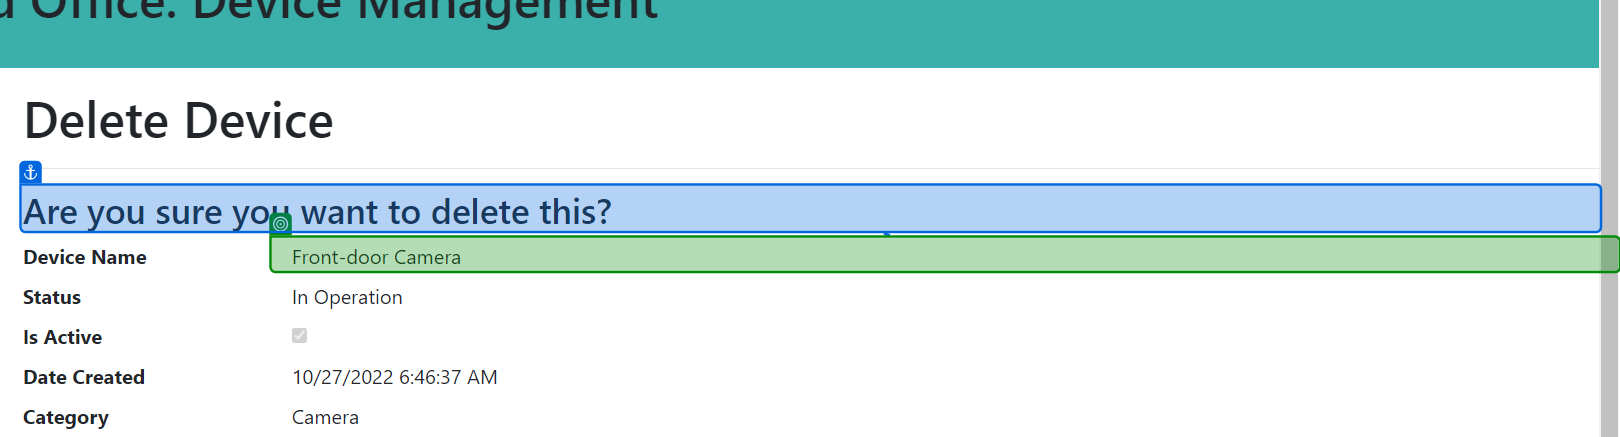 Office: Device Management
Delete Device
Are you sure you want to delete this?
Device Name Front-door Camera
Status In Operation
Is Active
Date Created 10/27/2022 6:46:37 AM
Category Camera